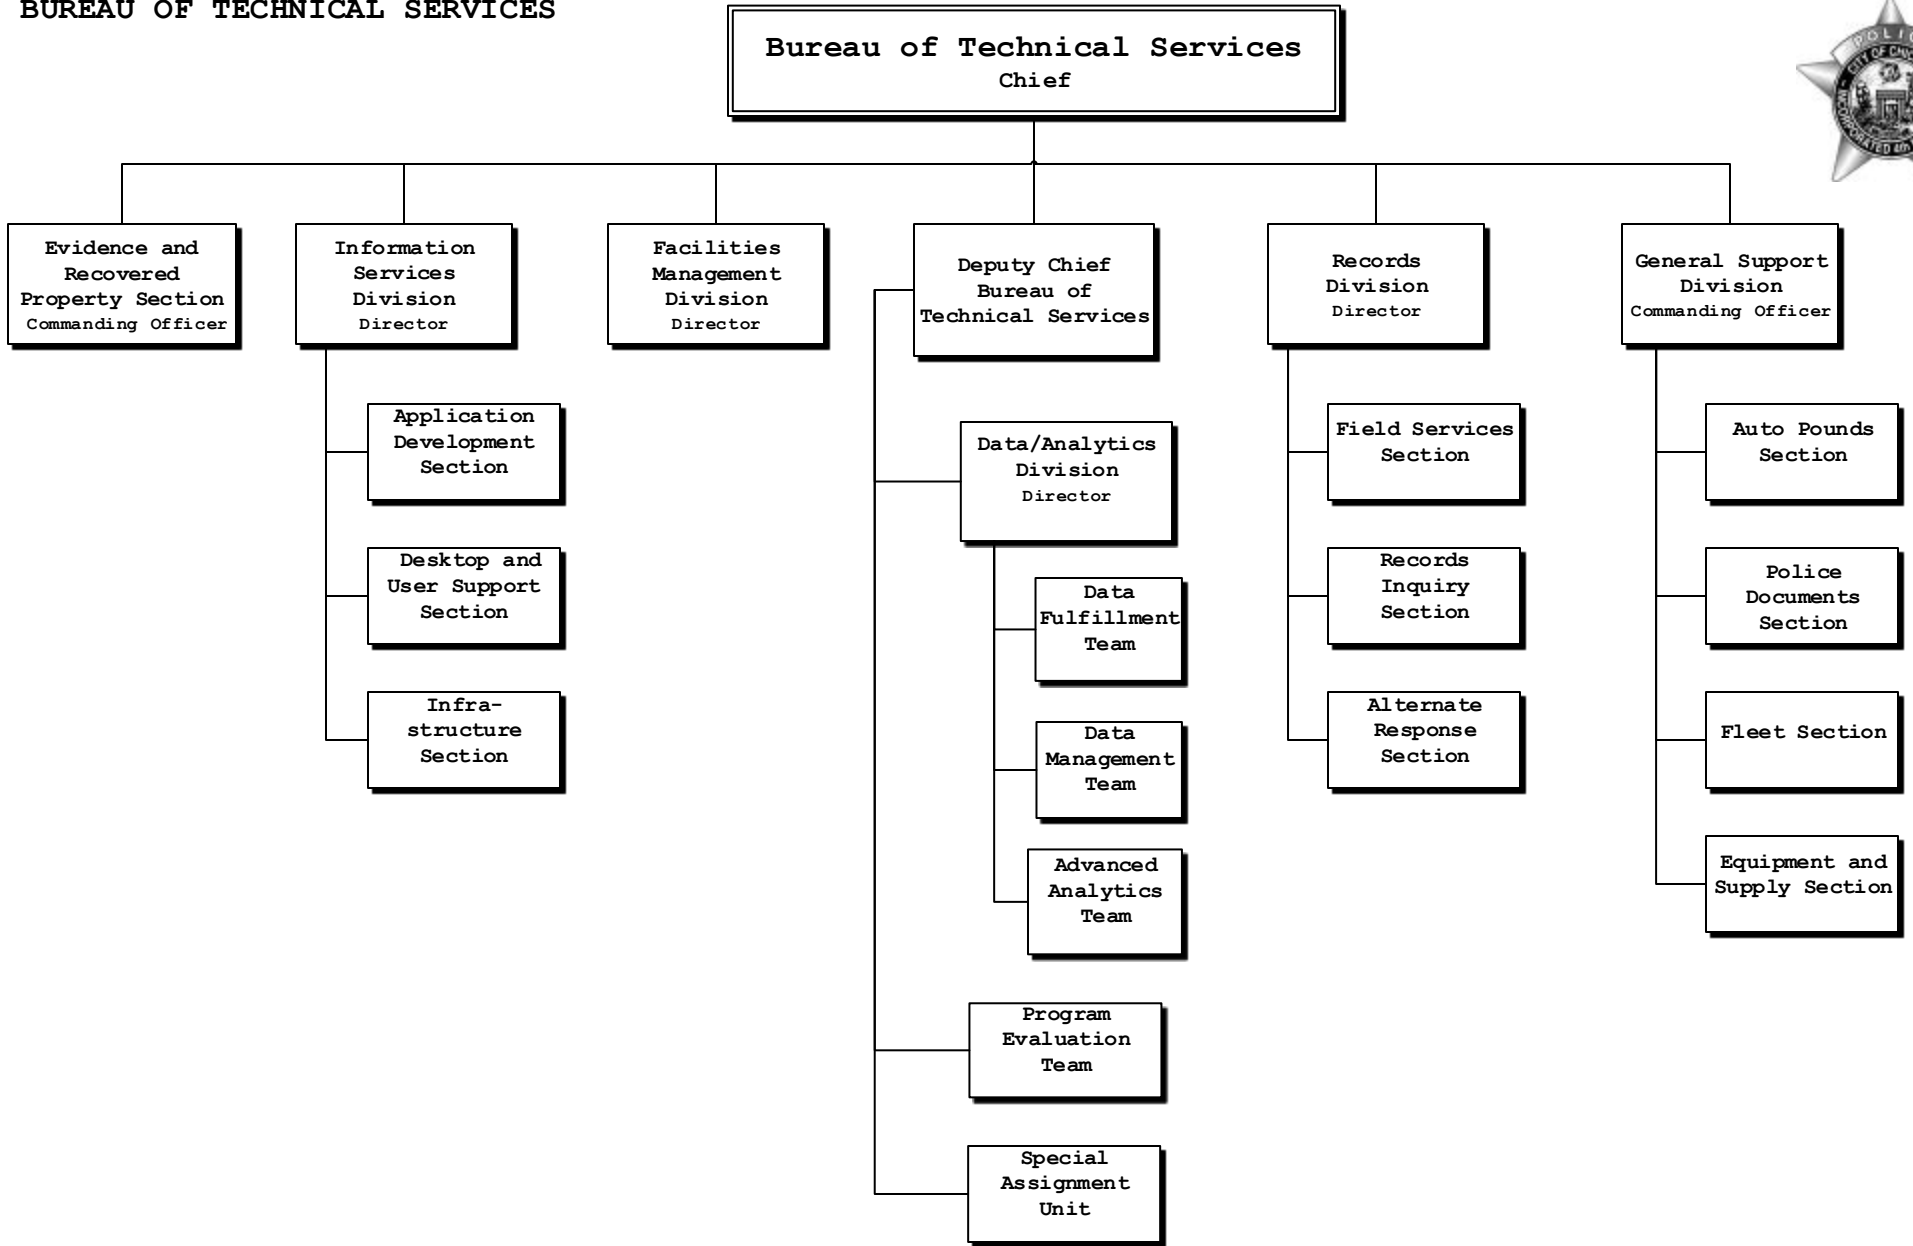 BUREAU OF TECHNICAL SERVICES
Bureau of Technical Services
Chief
Evidence and
Recovered
Property Section
Commanding Officer
Information
Services
Division
Director
Facilities
Management
Division
Director
Deputy Chief
Bureau of
Technical Services
Records
Division
Director
General Support
Division
Commanding Officer
Application
Development
Section
Desktop and
User Support
Section
Infra-
structure
Section
Data/Analytics
Division
Director
Data
Fulfillment
Team
Data
Management
Team
Advanced
Analytics
Team
Program
Evaluation
Team
Special
Assignment
Unit
Field Services
Section
Records
Inquiry
Section
Alternate
Response
Section
Auto Pounds
Section
Police
Documents
Section
Fleet Section
Equipment and
Supply Section